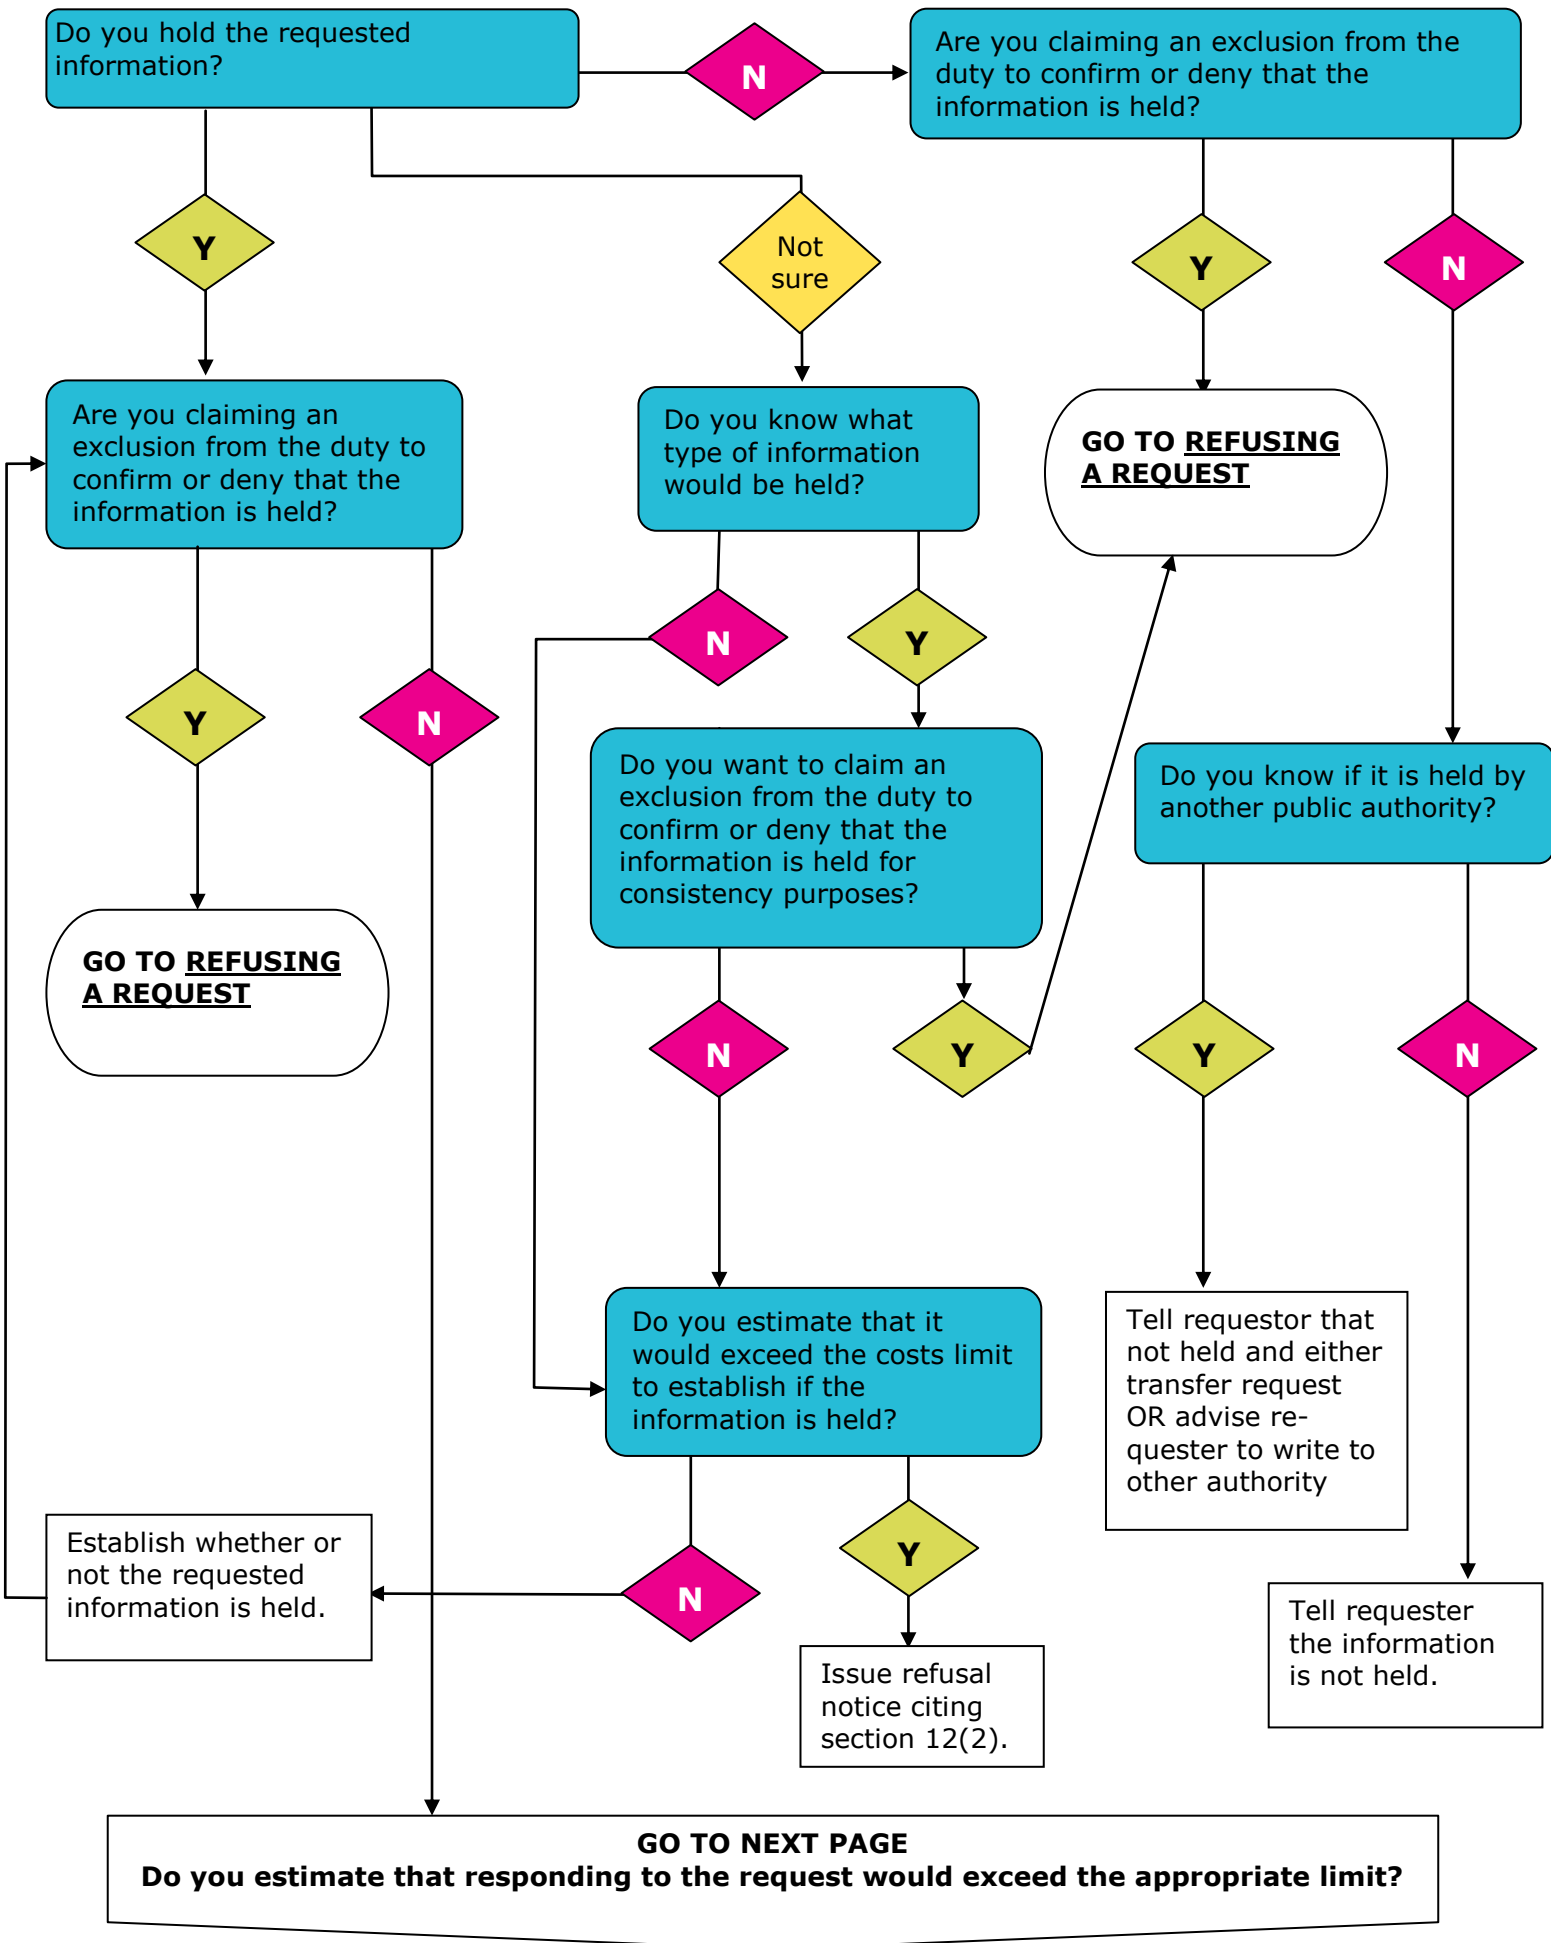 Do you hold the requested
information?
N
Are you claiming an exclusion from the
duty to confirm or deny that the
information is held?
Y
Not
sure
Y
N
Are you claiming an
exclusion from the duty to
confirm or deny that the
information is held?
Do you know what
type of information
would be held?
GO TO REFUSING
A REQUEST
N
Y
Y
N
Do you want to claim an
exclusion from the duty to
confirm or deny that the
information is held for
consistency purposes?
Do you know if it is held by
another public authority?
GO TO REFUSING
A REQUEST
N
Y
Y
N
Do you estimate that it
would exceed the costs limit
to establish if the
information is held?
Tell requestor that
not held and either
transfer request
OR advise re-
quester to write to
other authority
Establish whether or
not the requested
information is held.
N
Y
Tell requester
the information
is not held.
Issue refusal
notice citing
section 12(2).
GO TO NEXT PAGE
Do you estimate that responding to the request would exceed the appropriate limit?